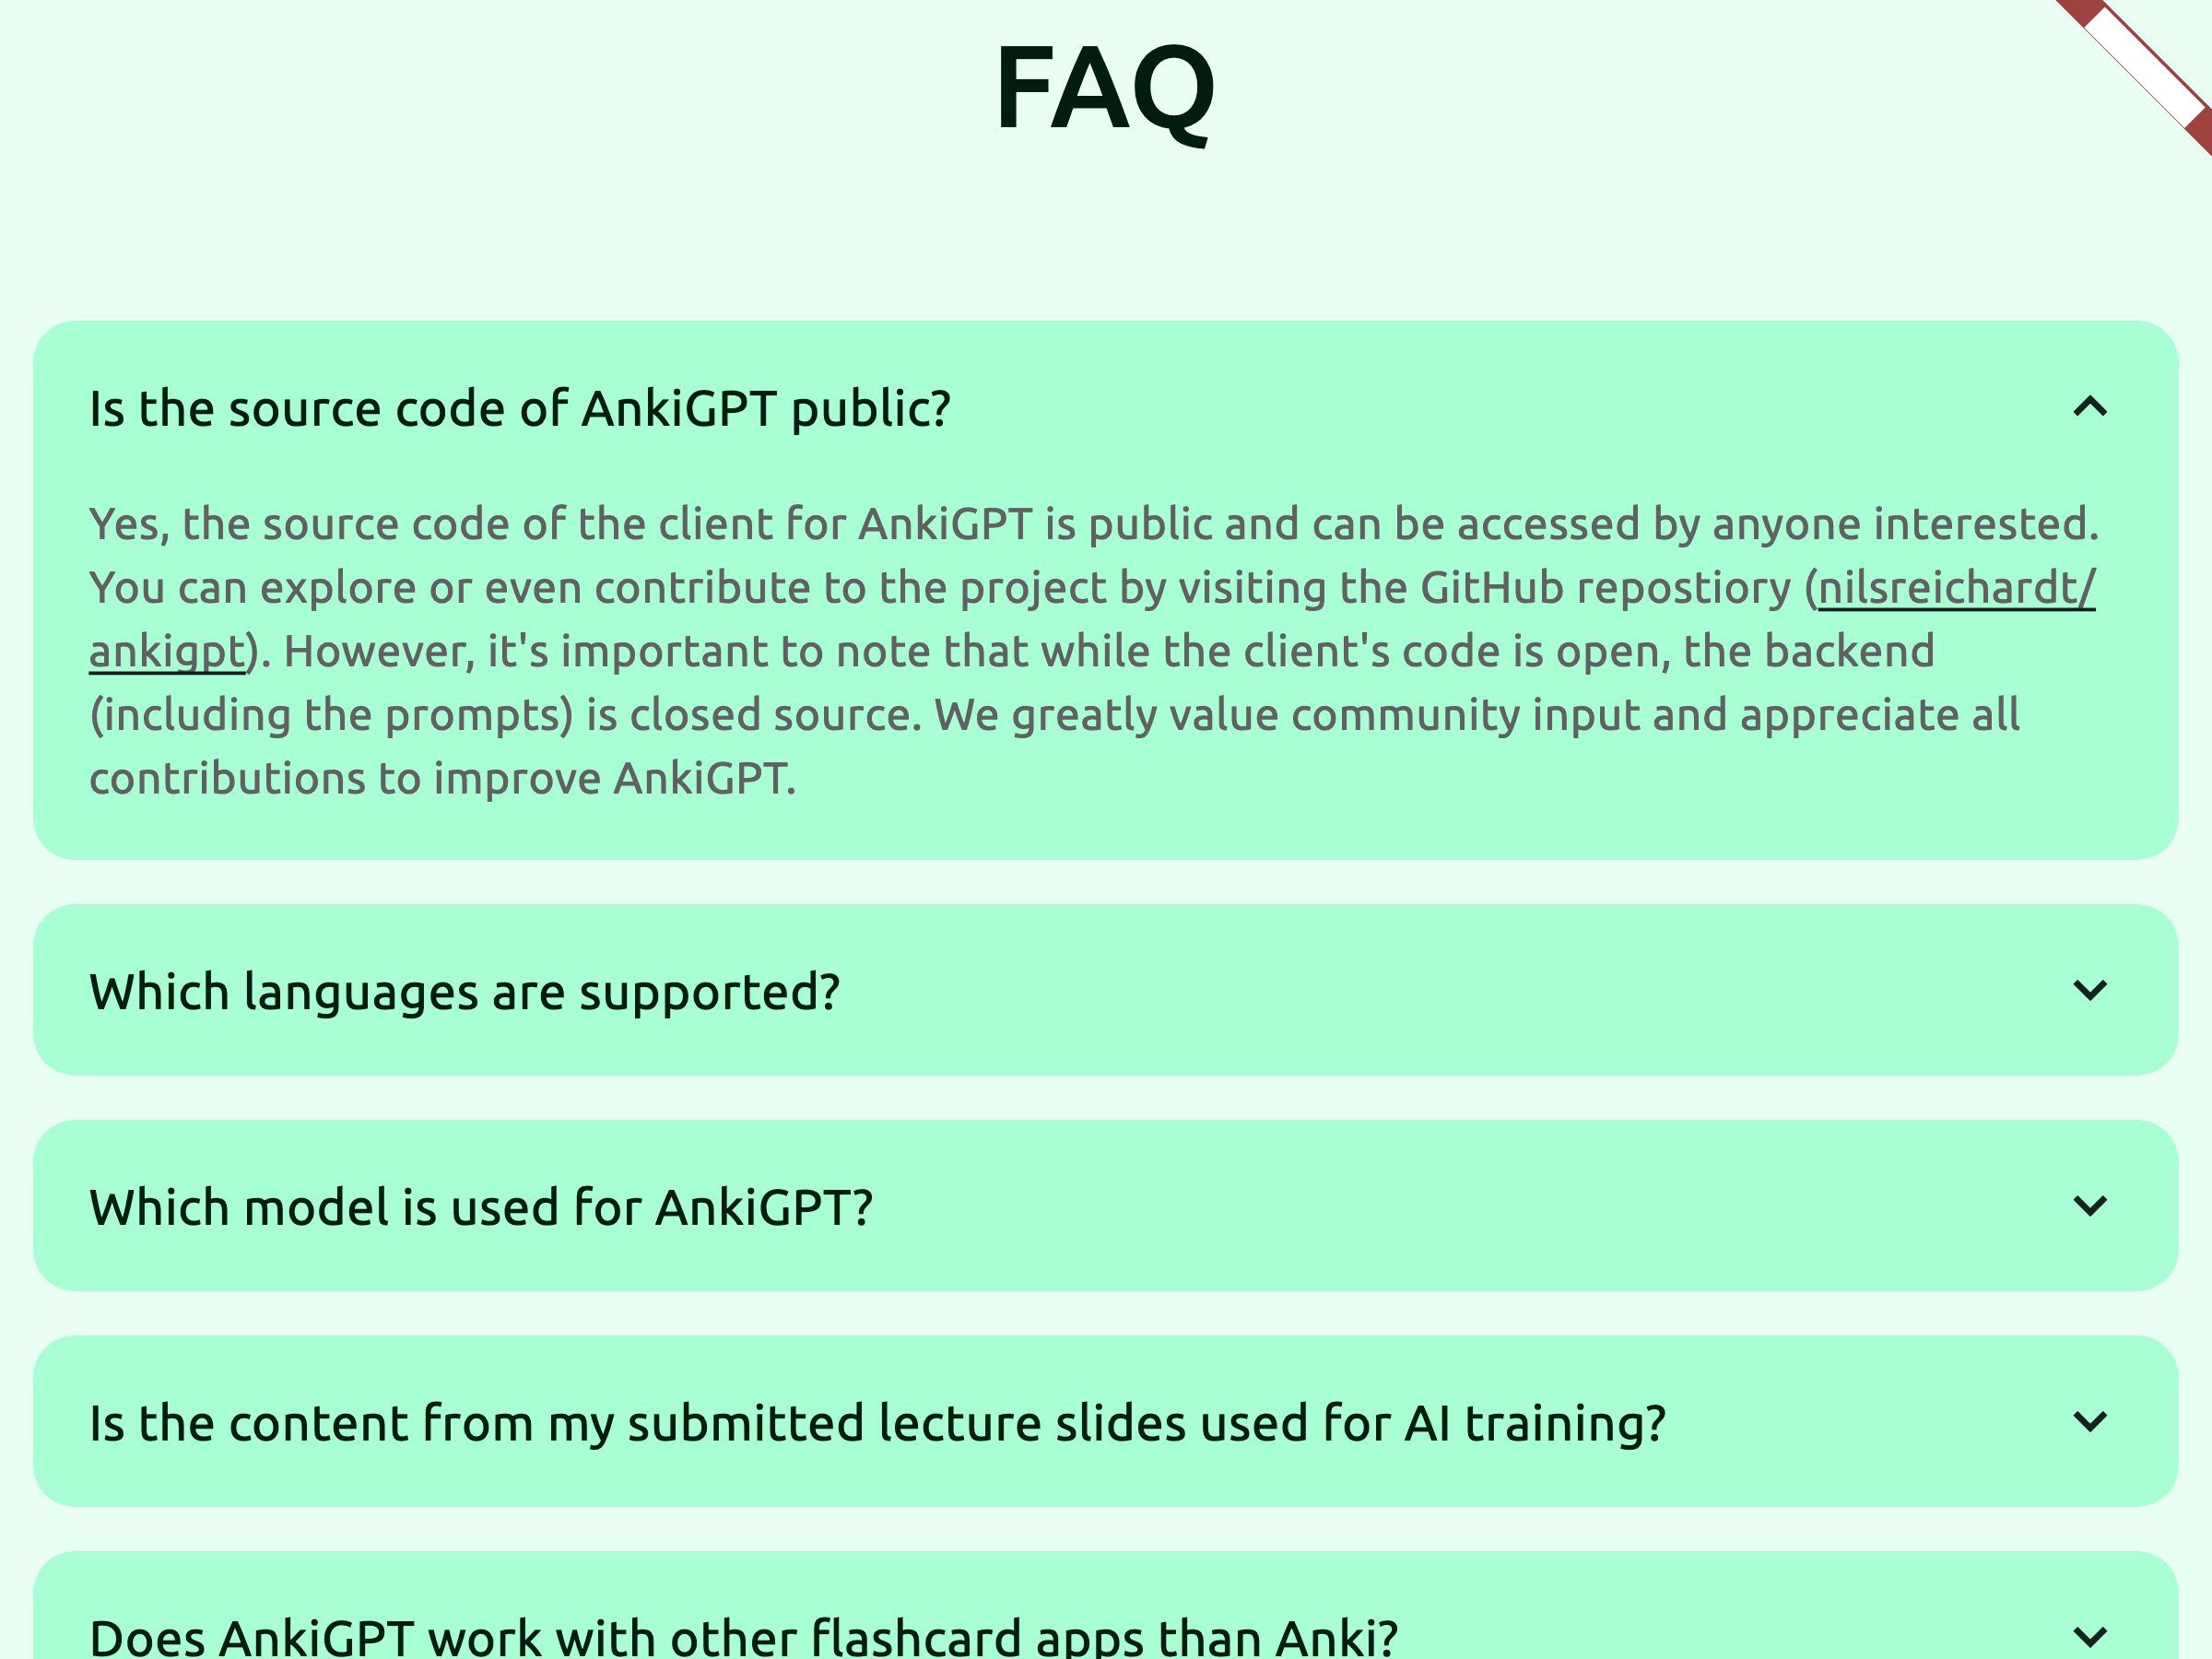 FAQ
Is the source code of AnkiGPT public?
Yes, the source code of the client for AnkiGPT is public and can be accessed by anyone interested.
You can explore or even contribute to the project by visiting the GitHub repostiory (nilsreichardt/
ankigpt). However, it's important to note that while the client's code is open, the backend
(including the prompts) is closed source. We greatly value community input and appreciate all
contributions to improve AnkiGPT.
Which languages are supported?
Which model is used for AnkiGPT?
Is the content from my submitted lecture slides used for AI training?
Does AnkiGPT work with other flashcard apps than Anki?